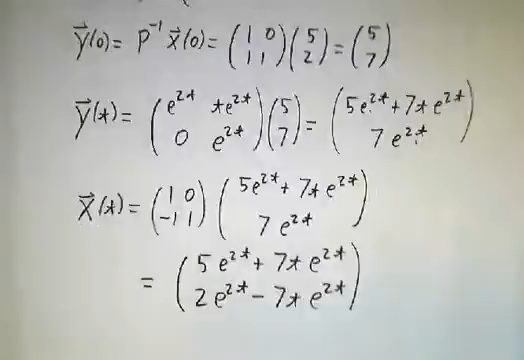 y⃗(0) = P⁻¹ x⃗(0) = (1 0; 1 1)(5; 2) = (5; 7)
y⃗(t) = (e^{2t} te^{2t}; 0 e^{2t})(5; 7) = (5e^{2t} + 7te^{2t}; 7e^{2t})
x⃗(t) = (1 0; -1 1)(5e^{2t} + 7te^{2t}; 7e^{2t})
= (5e^{2t} + 7te^{2t}; 2e^{2t} - 7te^{2t})